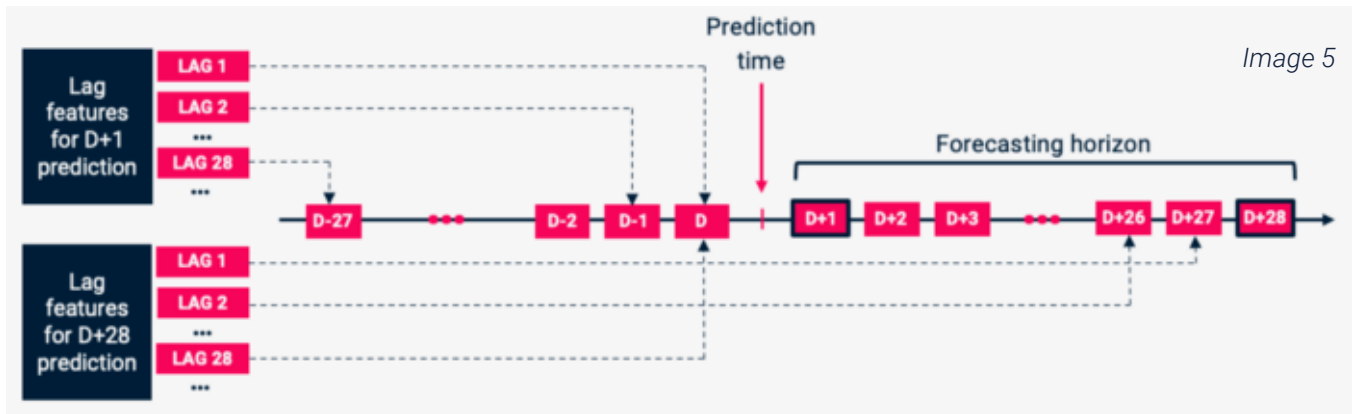 Prediction
time
Image 5
Lag
features
for D+1
prediction
LAG 1
LAG 2
...
LAG 28
...
Forecasting horizon
D-27 ... D-2 D-1 D D+1 D+2 D+3 ... D+26 D+27 D+28
Lag
features
for D+28
prediction
LAG 1
LAG 2
...
LAG 28
...